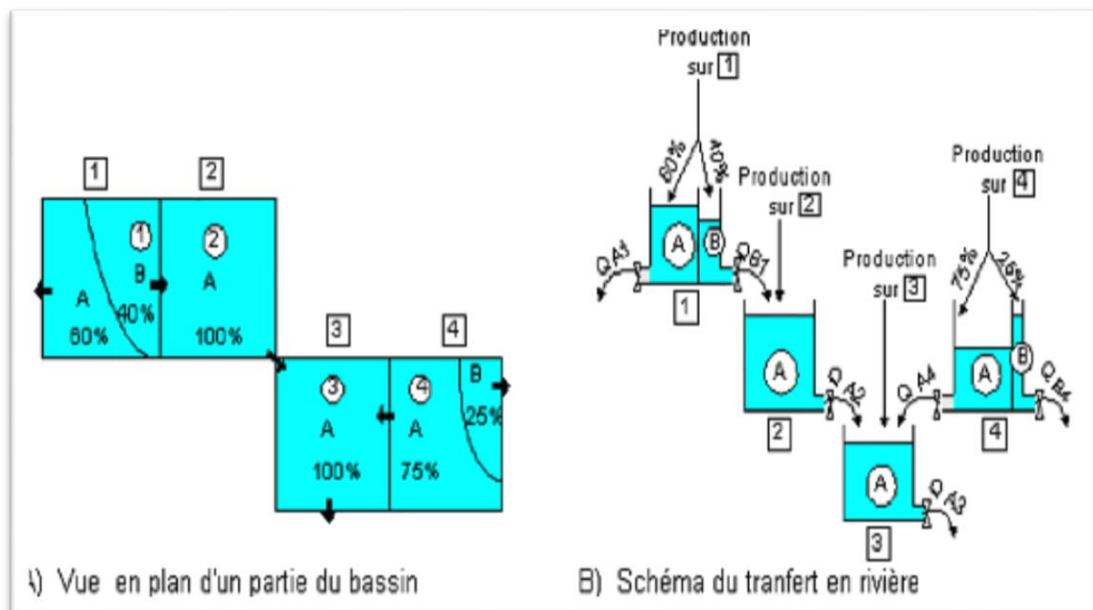 1
2
1
2
B
A
A
40%
60%
100%
3
4
B
3
4
25%
A
A
100%
75%
A) Vue en plan d'un partie du bassin
Production
sur 1
60%
40%
Production
sur 2
Production
sur 4
A
B
QA1
QB1
1
Production
sur 3
75%
25%
A
QA2
2
QA4
A
B
QB4
4
A
QA3
3
B) Schéma du tranfert en rivière